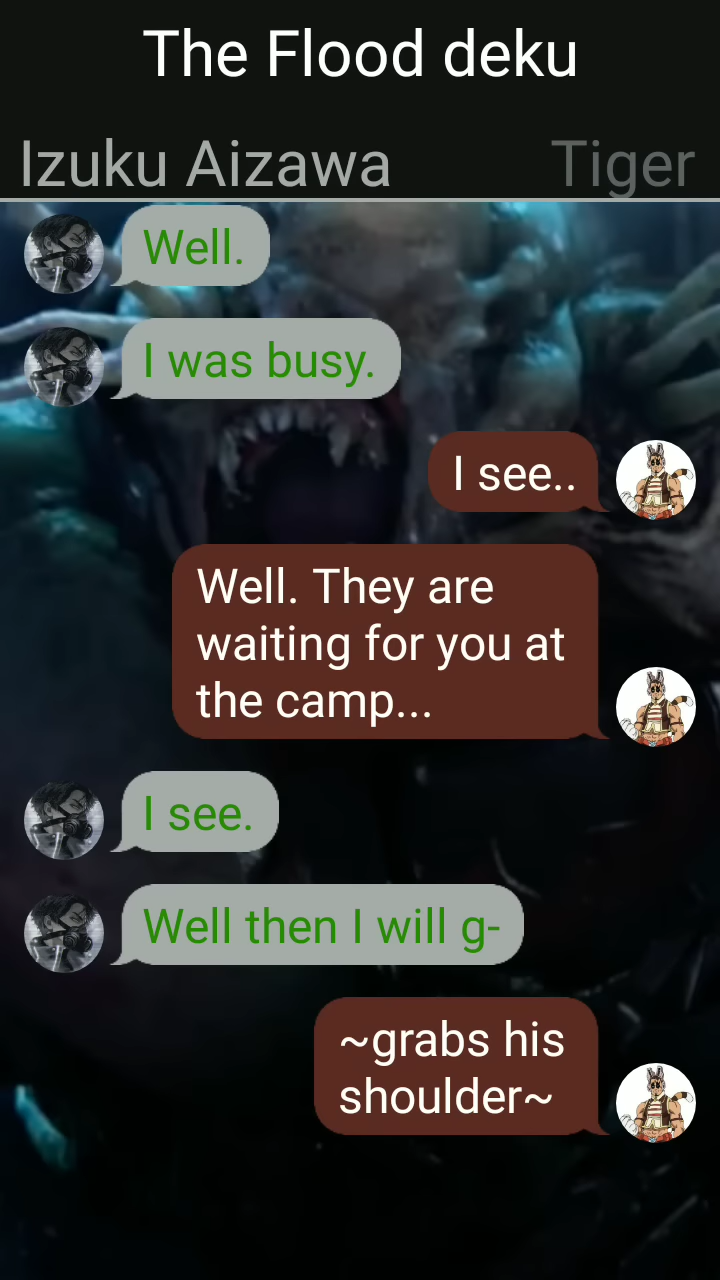 The Flood deku
Izuku Aizawa
Tiger
Well.
I was busy.
I see..
Well. They are
waiting for you at
the camp...
I see.
Well then I will g-
~grabs his
shoulder~